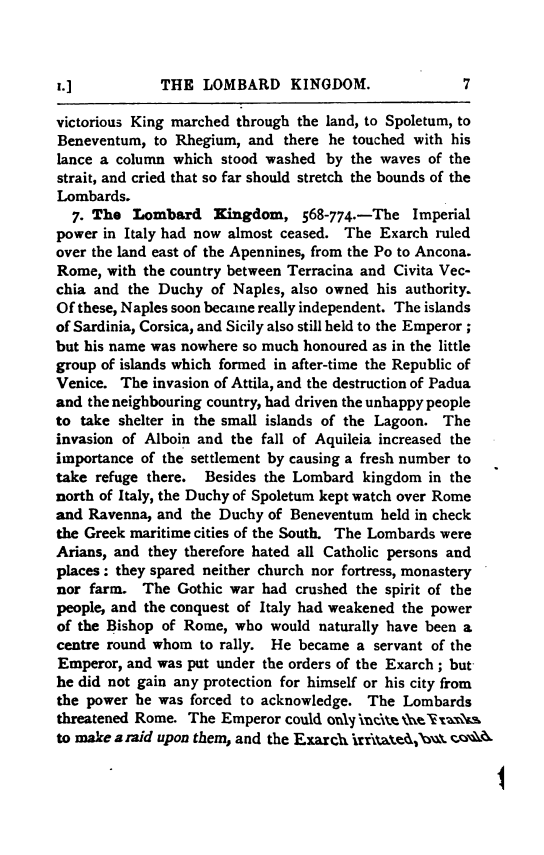 I.] THE LOMBARD KINGDOM. 7
victorious King marched through the land, to Spoletum, to
Beneventum, to Rhegium, and there he touched with his
lance a column which stood washed by the waves of the
strait, and cried that so far should stretch the bounds of the
Lombards.
7. The Lombard Kingdom, 568-774.—The Imperial
power in Italy had now almost ceased. The Exarch ruled
over the land east of the Apennines, from the Po to Ancona.
Rome, with the country between Terracina and Civita Vec-
chia and the Duchy of Naples, also owned his authority.
Of these, Naples soon became really independent. The islands
of Sardinia, Corsica, and Sicily also still held to the Emperor ;
but his name was nowhere so much honoured as in the little
group of islands which formed in after-time the Republic of
Venice. The invasion of Attila, and the destruction of Padua
and the neighbouring country, had driven the unhappy people
to take shelter in the small islands of the Lagoon. The
invasion of Alboin and the fall of Aquileia increased the
importance of the settlement by causing a fresh number to
take refuge there. Besides the Lombard kingdom in the
north of Italy, the Duchy of Spoletum kept watch over Rome
and Ravenna, and the Duchy of Beneventum held in check
the Greek maritime cities of the South. The Lombards were
Arians, and they therefore hated all Catholic persons and
places : they spared neither church nor fortress, monastery
nor farm. The Gothic war had crushed the spirit of the
people, and the conquest of Italy had weakened the power
of the Bishop of Rome, who would naturally have been a
centre round whom to rally. He became a servant of the
Emperor, and was put under the orders of the Exarch ; but
he did not gain any protection for himself or his city from
the power he was forced to acknowledge. The Lombards
threatened Rome. The Emperor could only incite the Franks
to make a raid upon them, and the Exarch irritated, but could